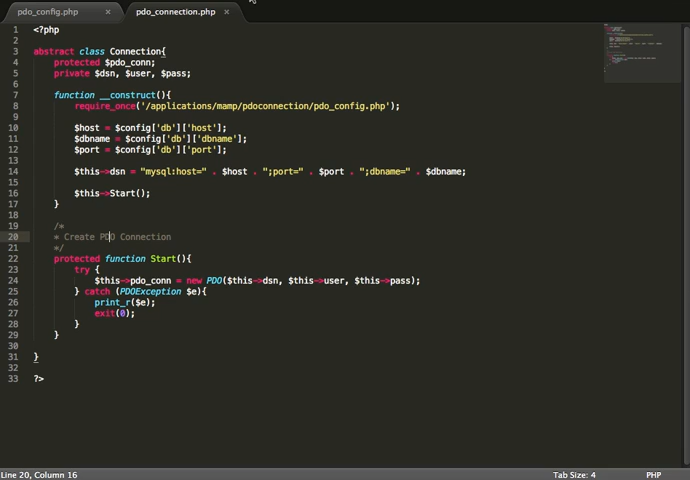 pdo_config.php × pdo_connection.php ×
1 <?php
2
3 abstract class Connection{
4 protected $pdo_conn;
5 private $dsn, $user, $pass;
6
7 function __construct(){
8 require_once('/applications/mamp/pdoconnection/pdo_config.php');
9
10 $host = $config['db']['host'];
11 $dbname = $config['db']['dbname'];
12 $port = $config['db']['port'];
13
14 $this->dsn = "mysql:host=" . $host . ";port=" . $port . ";dbname=" . $dbname;
15
16 $this->Start();
17 }
18
19 /*
20 * Create PDO Connection
21 */
22 protected function Start(){
23 try {
24 $this->pdo_conn = new PDO($this->dsn, $this->user, $this->pass);
25 } catch (PDOException $e){
26 print_r($e);
27 exit(0);
28 }
29 }
30
31 }
32
33 ?>
Line 20, Column 16 Tab Size: 4 PHP